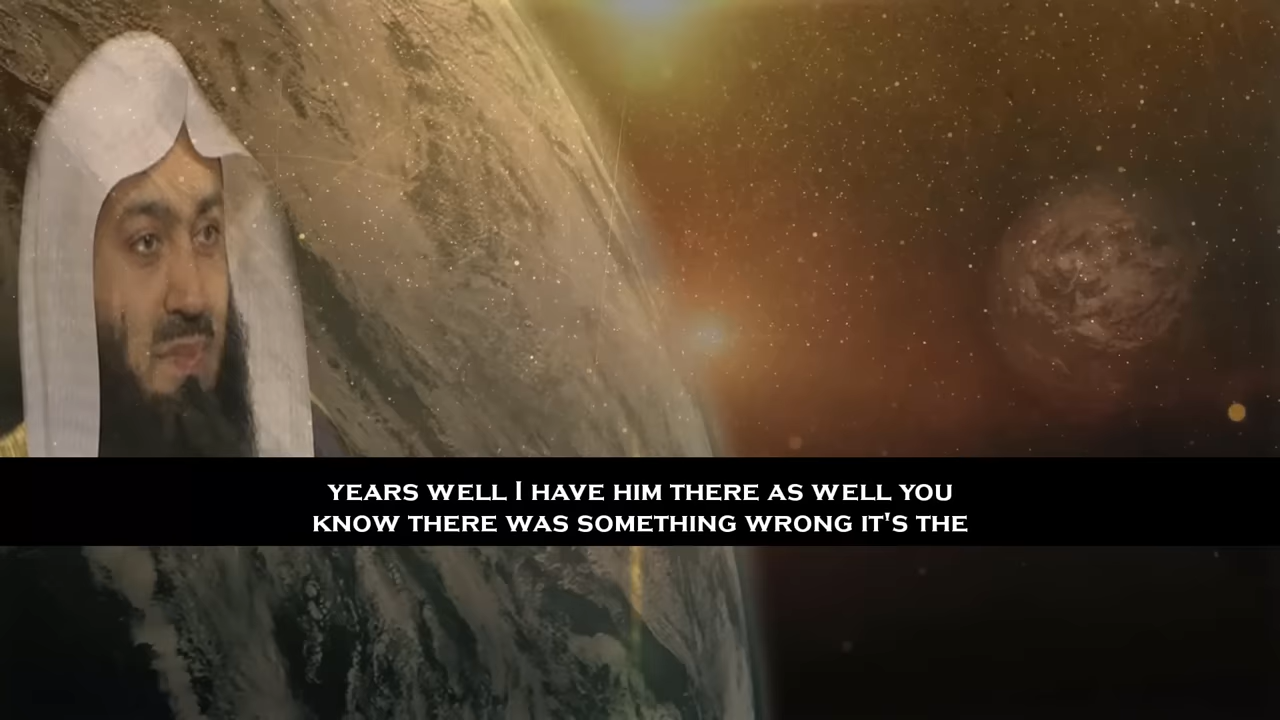 YEARS WELL I HAVE HIM THERE AS WELL YOU
KNOW THERE WAS SOMETHING WRONG IT'S THE